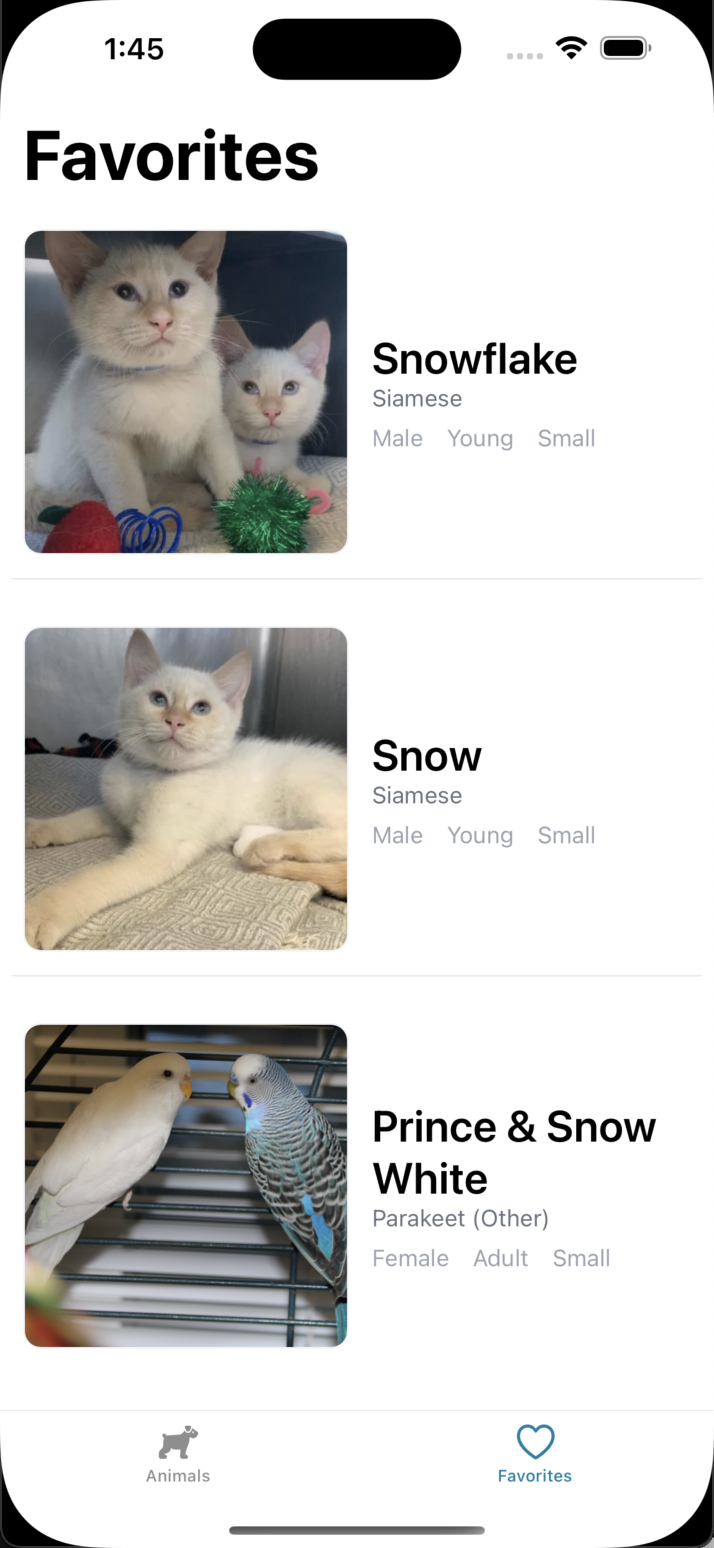 1:45
Favorites
Snowflake
Siamese
Male Young Small
Snow
Siamese
Male Young Small
Prince & Snow
White
Parakeet (Other)
Female Adult Small
Animals Favorites